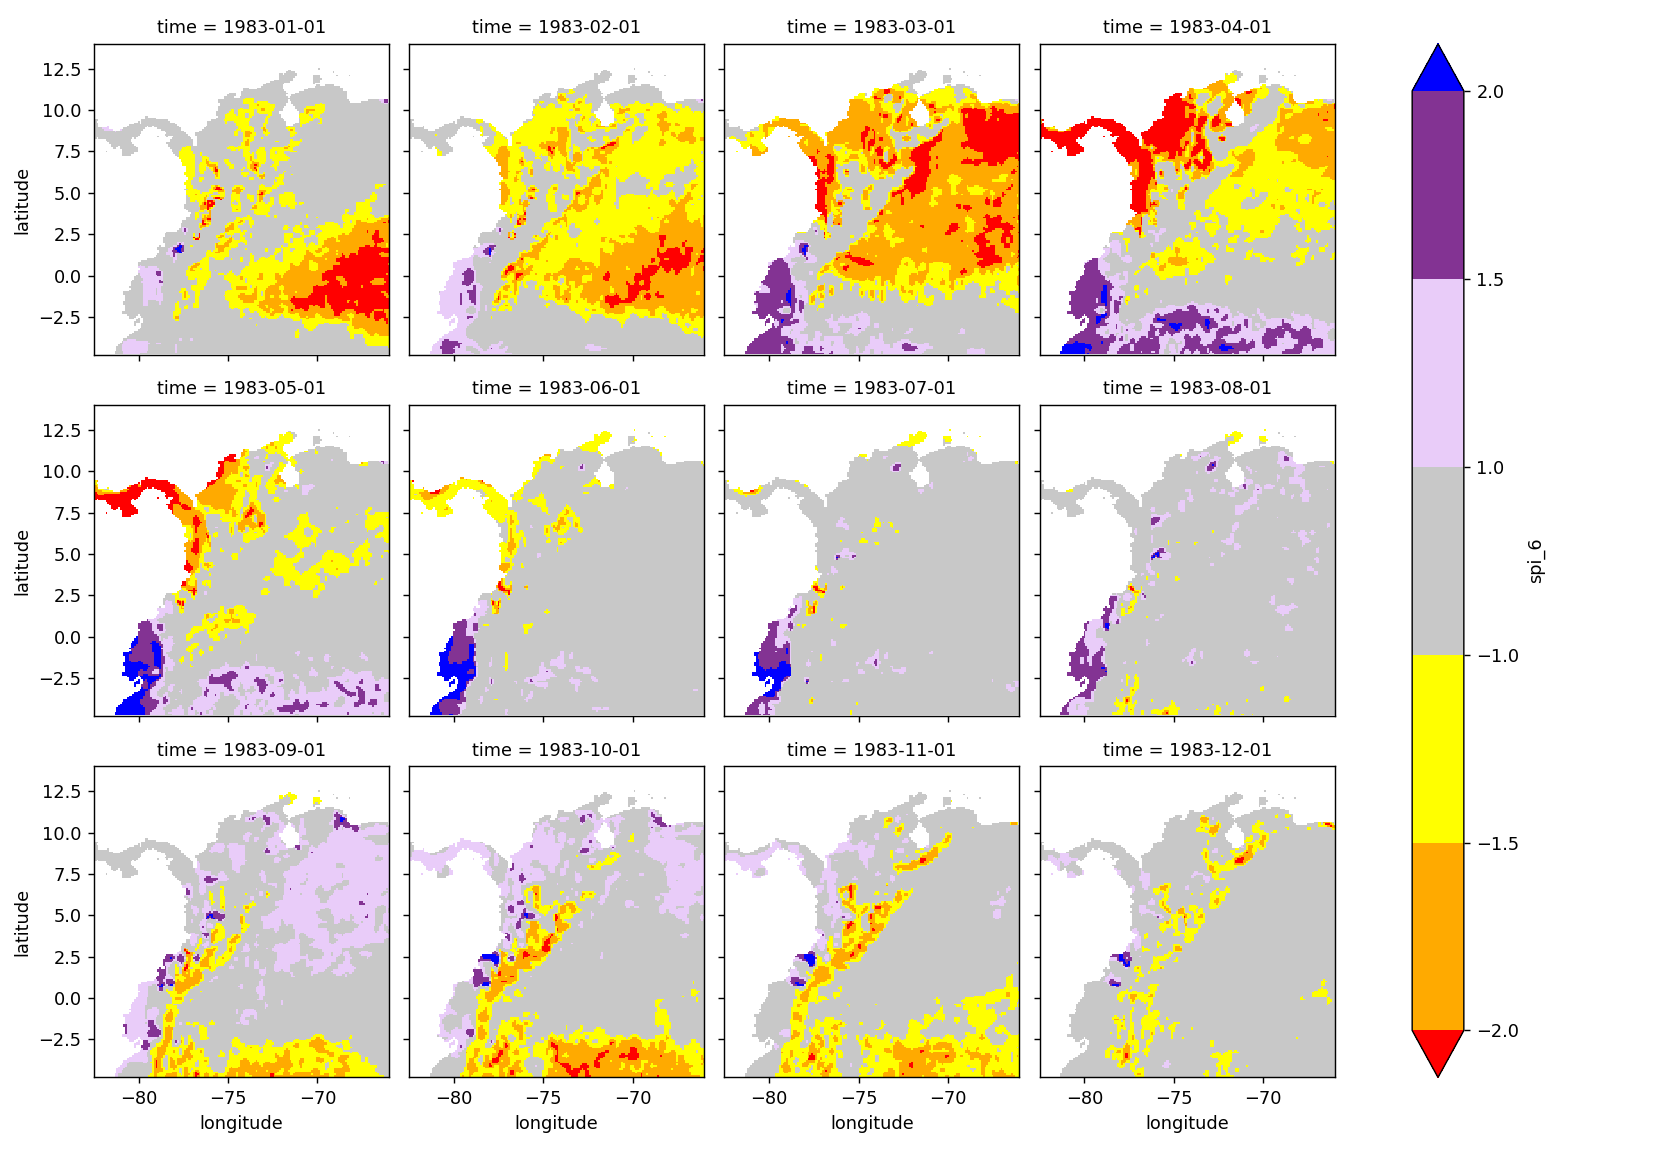 time = 1983-01-01
time = 1983-02-01
time = 1983-03-01
time = 1983-04-01
12.5
10.0
7.5
5.0
2.5
0.0
−2.5
latitude
time = 1983-05-01
time = 1983-06-01
time = 1983-07-01
time = 1983-08-01
12.5
10.0
7.5
5.0
2.5
0.0
−2.5
latitude
time = 1983-09-01
time = 1983-10-01
time = 1983-11-01
time = 1983-12-01
12.5
10.0
7.5
5.0
2.5
0.0
−2.5
latitude
−80 −75 −70
−80 −75 −70
−80 −75 −70
−80 −75 −70
longitude
longitude
longitude
longitude
2.0
1.5
1.0
−1.0
−1.5
−2.0
spi_6